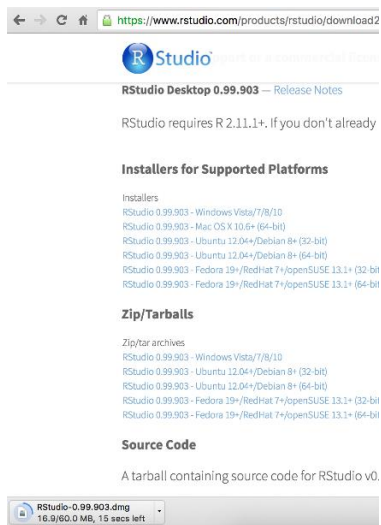 https://www.rstudio.com/products/rstudio/download2
R Studio
RStudio Desktop 0.99.903 — Release Notes
RStudio requires R 2.11.1+. If you don't already
Installers for Supported Platforms
Installers
RStudio 0.99.903 - Windows Vista/7/8/10
RStudio 0.99.903 - Mac OS X 10.6+ (64-bit)
RStudio 0.99.903 - Ubuntu 12.04+/Debian 8+ (32-bit)
RStudio 0.99.903 - Ubuntu 12.04+/Debian 8+ (64-bit)
RStudio 0.99.903 - Fedora 19+/RedHat 7+/openSUSE 13.1+ (32-bit
RStudio 0.99.903 - Fedora 19+/RedHat 7+/openSUSE 13.1+ (64-bit
Zip/Tarballs
Zip/tar archives
RStudio 0.99.903 - Windows Vista/7/8/10
RStudio 0.99.903 - Ubuntu 12.04+/Debian 8+ (32-bit)
RStudio 0.99.903 - Ubuntu 12.04+/Debian 8+ (64-bit)
RStudio 0.99.903 - Fedora 19+/RedHat 7+/openSUSE 13.1+ (32-bit
RStudio 0.99.903 - Fedora 19+/RedHat 7+/openSUSE 13.1+ (64-bit
Source Code
A tarball containing source code for RStudio v0.
RStudio-0.99.903.dmg
16.9/60.0 MB, 15 secs left